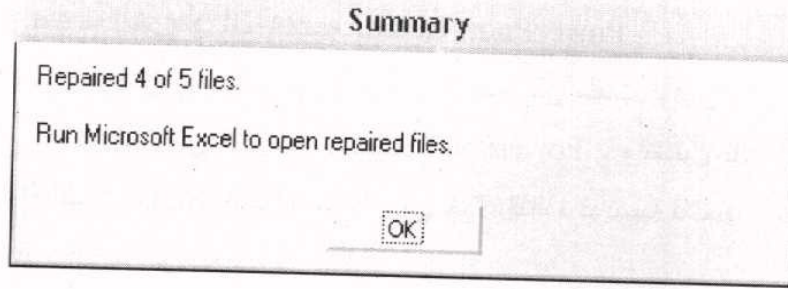 Summary
Repaired 4 of 5 files.
Run Microsoft Excel to open repaired files.
OK